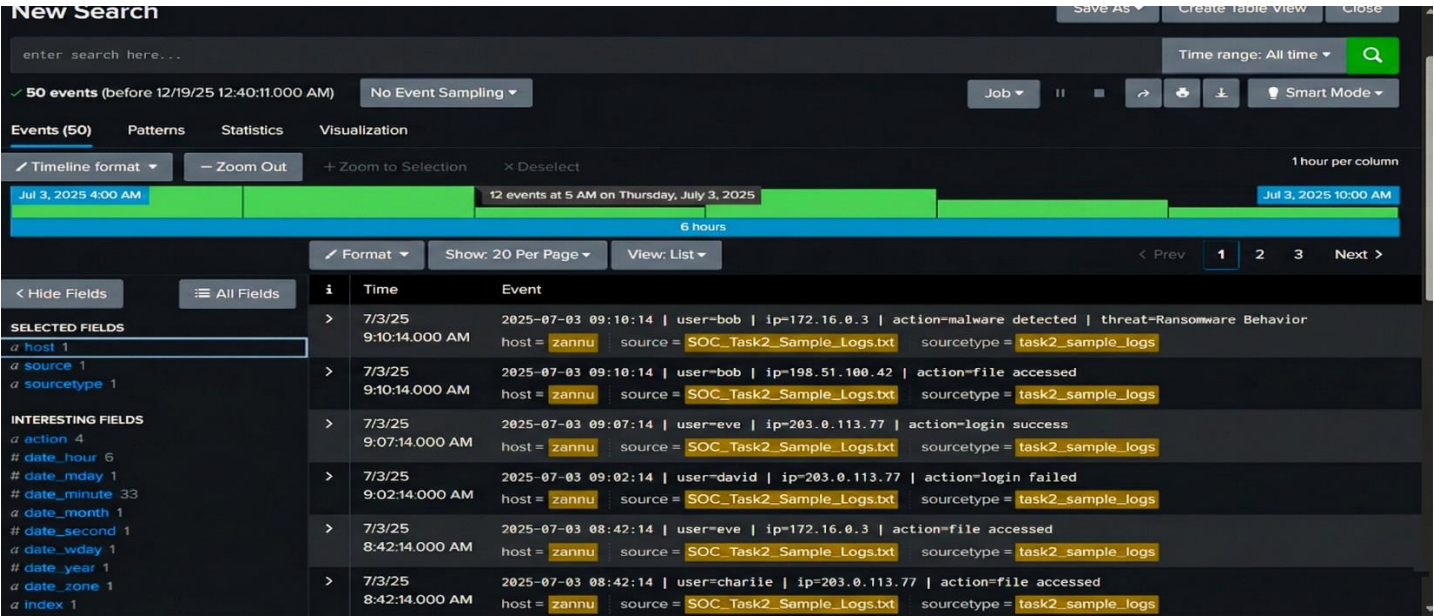 New Search
Save As Create Table View Close
enter search here...
Time range: All time
✓ 50 events (before 12/19/25 12:40:11.000 AM)
No Event Sampling
Job
Smart Mode
Events (50) Patterns Statistics Visualization
Timeline format — Zoom Out + Zoom to Selection × Deselect
1 hour per column
Jul 3, 2025 4:00 AM
12 events at 5 AM on Thursday, July 3, 2025
Jul 3, 2025 10:00 AM
6 hours
Format Show: 20 Per Page View: List
< Prev 1 2 3 Next >
< Hide Fields All Fields
i Time Event
SELECTED FIELDS
a host 1
a source 1
a sourcetype 1
INTERESTING FIELDS
a action 4
# date_hour 6
# date_mday 1
# date_minute 33
a date_month 1
# date_second 1
a date_wday 1
# date_year 1
a date_zone 1
a index 1
> 7/3/25
9:10:14.000 AM
2025-07-03 09:10:14 | user=bob | ip=172.16.0.3 | action=malware detected | threat=Ransomware Behavior
host = zannu source = SOC_Task2_Sample_Logs.txt sourcetype = task2_sample_logs
> 7/3/25
9:10:14.000 AM
2025-07-03 09:10:14 | user=bob | ip=198.51.100.42 | action=file accessed
host = zannu source = SOC_Task2_Sample_Logs.txt sourcetype = task2_sample_logs
> 7/3/25
9:07:14.000 AM
2025-07-03 09:07:14 | user=eve | ip=203.0.113.77 | action=login success
host = zannu source = SOC_Task2_Sample_Logs.txt sourcetype = task2_sample_logs
> 7/3/25
9:02:14:000 AM
2025-07-03 09:02:14 | user=david | ip=203.0.113.77 | action=login failed
host = zannu source = SOC_Task2_Sample_Logs.txt sourcetype = task2_sample_logs
> 7/3/25
8:42:14.000 AM
2025-07-03 08:42:14 | user=eve | ip=172.16.0.3 | action=file accessed
host = zannu source = SOC_Task2_Sample_Logs.txt sourcetype = task2_sample_logs
> 7/3/25
8:42:14.000 AM
2025-07-03 08:42:14 | user=charlie | ip=203.0.113.77 | action=file accessed
host = zannu source = SOC_Task2_Sample_Logs.txt sourcetype = task2_sample_logs